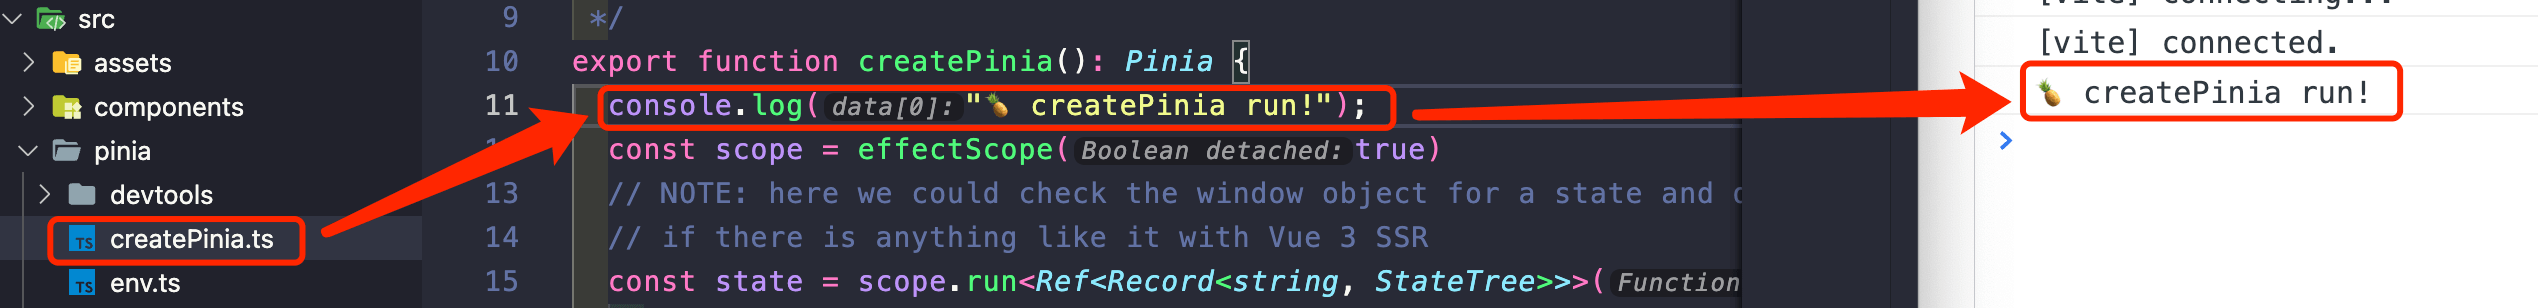 src
assets
components
pinia
devtools
createPinia.ts
env.ts
9 */
10 export function createPinia(): Pinia {
11 console.log(data[0]:"🍍 createPinia run!");
const scope = effectScope(Boolean detached:true)
13 // NOTE: here we could check the window object for a state and
14 // if there is anything like it with Vue 3 SSR
15 const state = scope.run<Ref<Record<string, StateTree>>>(Function
[vite] connecting...
[vite] connected.
🍍 createPinia run!